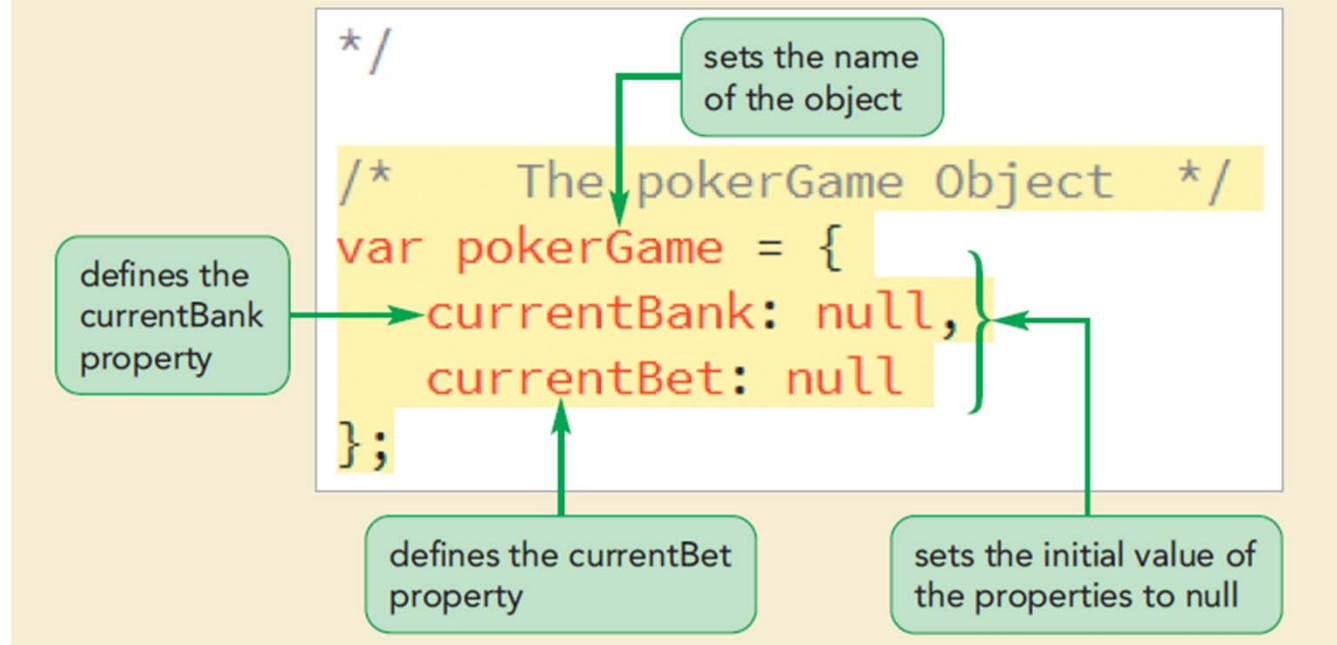 */
sets the name
of the object
/*    The pokerGame Object  */
var pokerGame = {
defines the
currentBank
property
currentBank: null,
currentBet: null
};
defines the currentBet
property
sets the initial value of
the properties to null